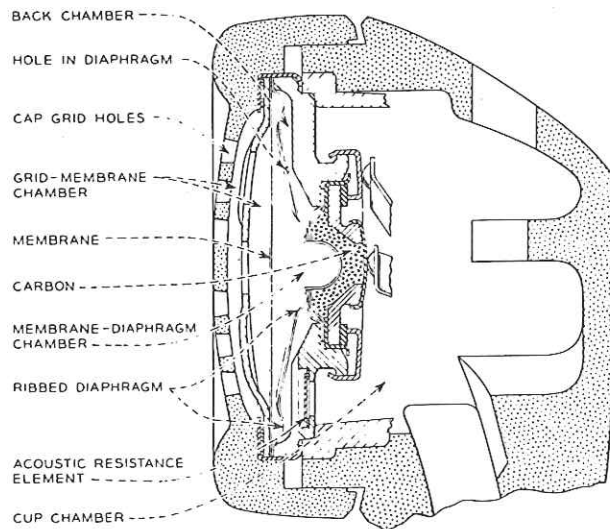 BACK CHAMBER
HOLE IN DIAPHRAGM
CAP GRID HOLES
GRID-MEMBRANE
CHAMBER
MEMBRANE
CARBON
MEMBRANE-DIAPHRAGM
CHAMBER
RIBBED DIAPHRAGM
ACOUSTIC RESISTANCE
ELEMENT
CUP CHAMBER